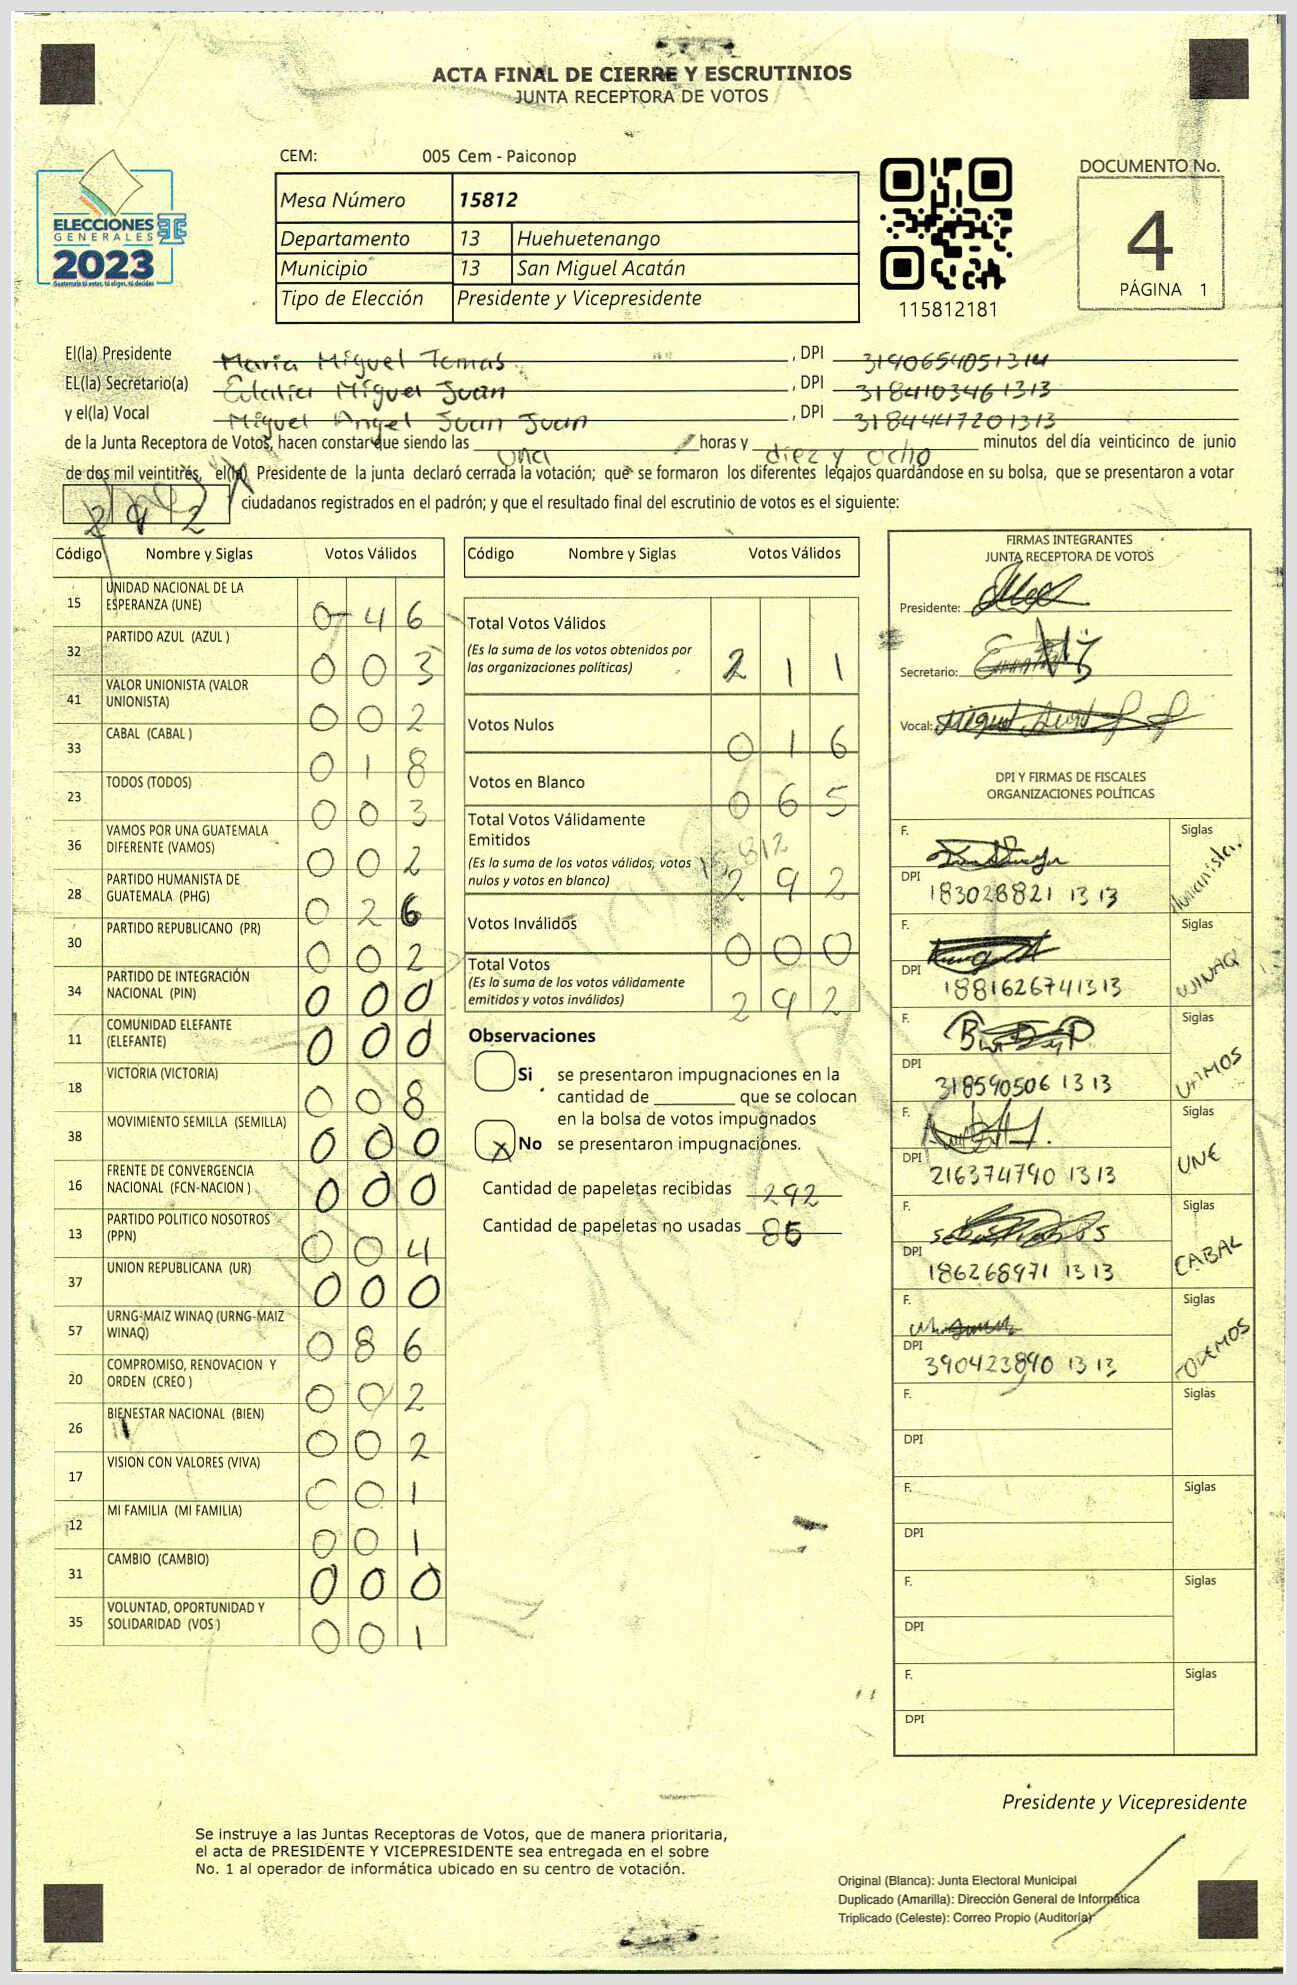 ACTA FINAL DE CIERRE Y ESCRUTINIOS
JUNTA RECEPTORA DE VOTOS
CEM: 005 Cem - Paiconop
Mesa Número 15812
Departamento 13 Huehuetenango
Municipio 13 San Miguel Acatán
Tipo de Elección Presidente y Vicepresidente
ELECCIONES
GENERALES
2023
Guatemala tú votas, tú eliges, tú decides
115812181
DOCUMENTO No.
4
PÁGINA 1
El(la) Presidente Maria Miguel Tomas , DPI 3190654051314
EL(la) Secretario(a) Eulalia Miguel Juan , DPI 3184103461313
y el(la) Vocal Miguel Angel Juan Juan , DPI 3184447201313
de la Junta Receptora de Votos, hacen constar que siendo las una horas y diez y ocho minutos del día veinticinco de junio
de dos mil veintitrés, el(la) Presidente de la junta declaró cerrada la votación; que se formaron los diferentes legajos guardándose en su bolsa, que se presentaron a votar
292 ciudadanos registrados en el padrón; y que el resultado final del escrutinio de votos es el siguiente:
Código Nombre y Siglas Votos Válidos
15 UNIDAD NACIONAL DE LA ESPERANZA (UNE) 0 4 6
32 PARTIDO AZUL (AZUL ) 0 0 3
41 VALOR UNIONISTA (VALOR UNIONISTA) 0 0 2
33 CABAL (CABAL ) 0 1 8
23 TODOS (TODOS) 0 0 3
36 VAMOS POR UNA GUATEMALA DIFERENTE (VAMOS) 0 0 2
28 PARTIDO HUMANISTA DE GUATEMALA (PHG) 0 2 6
30 PARTIDO REPUBLICANO (PR) 0 0 2
34 PARTIDO DE INTEGRACIÓN NACIONAL (PIN) 0 0 0
11 COMUNIDAD ELEFANTE (ELEFANTE) 0 0 0
18 VICTORIA (VICTORIA) 0 0 8
38 MOVIMIENTO SEMILLA (SEMILLA) 0 0 0
16 FRENTE DE CONVERGENCIA NACIONAL (FCN-NACION ) 0 0 0
13 PARTIDO POLITICO NOSOTROS (PPN) 0 0 4
37 UNION REPUBLICANA (UR) 0 0 0
57 URNG-MAIZ WINAQ (URNG-MAIZ WINAQ) 0 8 6
20 COMPROMISO, RENOVACION Y ORDEN (CREO ) 0 0 2
26 BIENESTAR NACIONAL (BIEN) 0 0 2
17 VISION CON VALORES (VIVA) 0 0 1
12 MI FAMILIA (MI FAMILIA) 0 0 1
31 CAMBIO (CAMBIO) 0 0 0
35 VOLUNTAD, OPORTUNIDAD Y SOLIDARIDAD (VOS ) 0 0 1
Código Nombre y Siglas Votos Válidos
Total Votos Válidos 2 1 1
(Es la suma de los votos obtenidos por
las organizaciones políticas)
Votos Nulos 0 1 6
Votos en Blanco 0 6 5
Total Votos Válidamente
Emitidos 2 9 2
(Es la suma de los votos válidos, votos
nulos y votos en blanco)
Votos Inválidos 0 0 0
Total Votos
(Es la suma de los votos válidamente
emitidos y votos inválidos) 2 9 2
Observaciones
Si se presentaron impugnaciones en la
cantidad de ________ que se colocan
en la bolsa de votos impugnados
X No se presentaron impugnaciones.
Cantidad de papeletas recibidas 292
Cantidad de papeletas no usadas 85
FIRMAS INTEGRANTES
JUNTA RECEPTORA DE VOTOS
Presidente:
Secretario:
Vocal:
DPI Y FIRMAS DE FISCALES
ORGANIZACIONES POLÍTICAS
F. Siglas Humanista
DPI 183028821 13 13
F. Siglas WINAQ
DPI 1881626741313
F. Siglas VAMOS
DPI 318590506 13 13
F. Siglas UNE
DPI 216374790 13 13
F. Siglas CABAL
DPI 186268971 13 13
F. Siglas TODEMOS
DPI 390423890 13 13
F. Siglas
DPI
F. Siglas
DPI
F. Siglas
DPI
F. Siglas
DPI
Presidente y Vicepresidente
Se instruye a las Juntas Receptoras de Votos, que de manera prioritaria,
el acta de PRESIDENTE Y VICEPRESIDENTE sea entregada en el sobre
No. 1 al operador de informática ubicado en su centro de votación.
Original (Blanca): Junta Electoral Municipal
Duplicado (Amarilla): Dirección General de Informática
Triplicado (Celeste): Correo Propio (Auditoría)